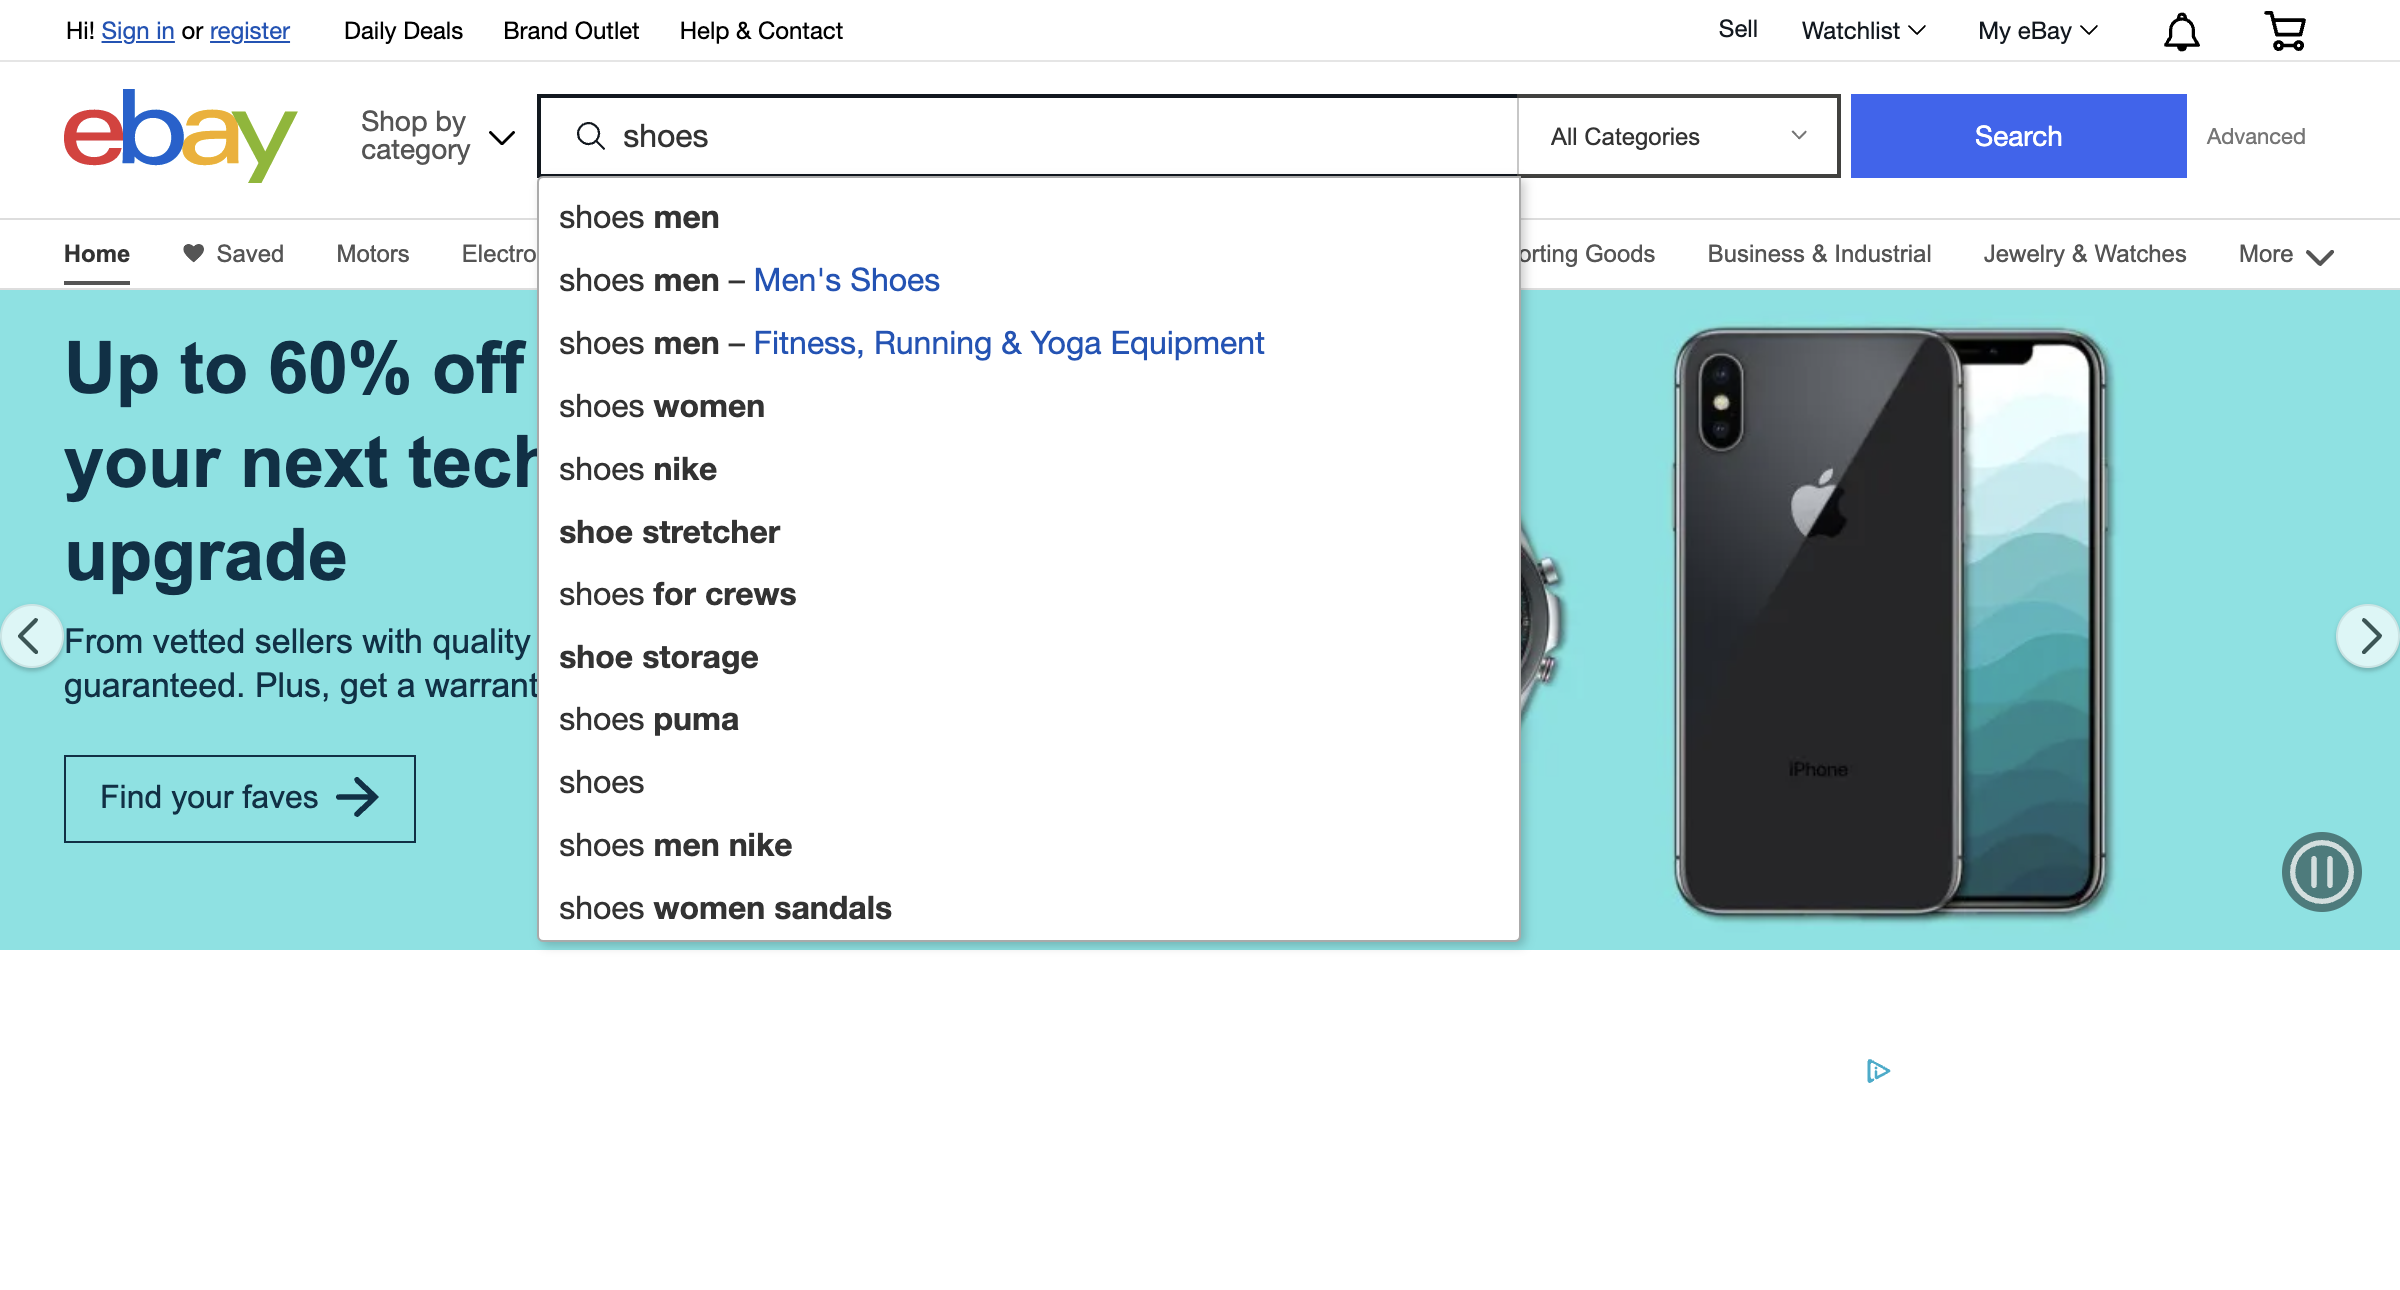 Hi! Sign in or register Daily Deals Brand Outlet Help & Contact Sell Watchlist My eBay
ebay
Shop by
category
shoes
All Categories
Search
Advanced
Home Saved Motors Electro orting Goods Business & Industrial Jewelry & Watches More
shoes men
shoes men – Men's Shoes
shoes men – Fitness, Running & Yoga Equipment
shoes women
shoes nike
shoe stretcher
shoes for crews
shoe storage
shoes puma
shoes
shoes men nike
shoes women sandals
Up to 60% off
your next tech
upgrade
From vetted sellers with quality
guaranteed. Plus, get a warrant
Find your faves
iPhone